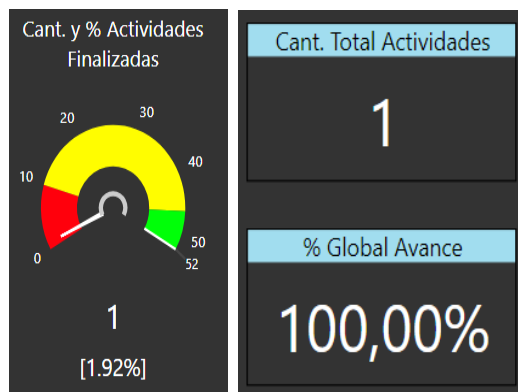 Cant. y % Actividades
Finalizadas
0
10
20
30
40
50
52
1
[1.92%]
Cant. Total Actividades
1
% Global Avance
100,00%